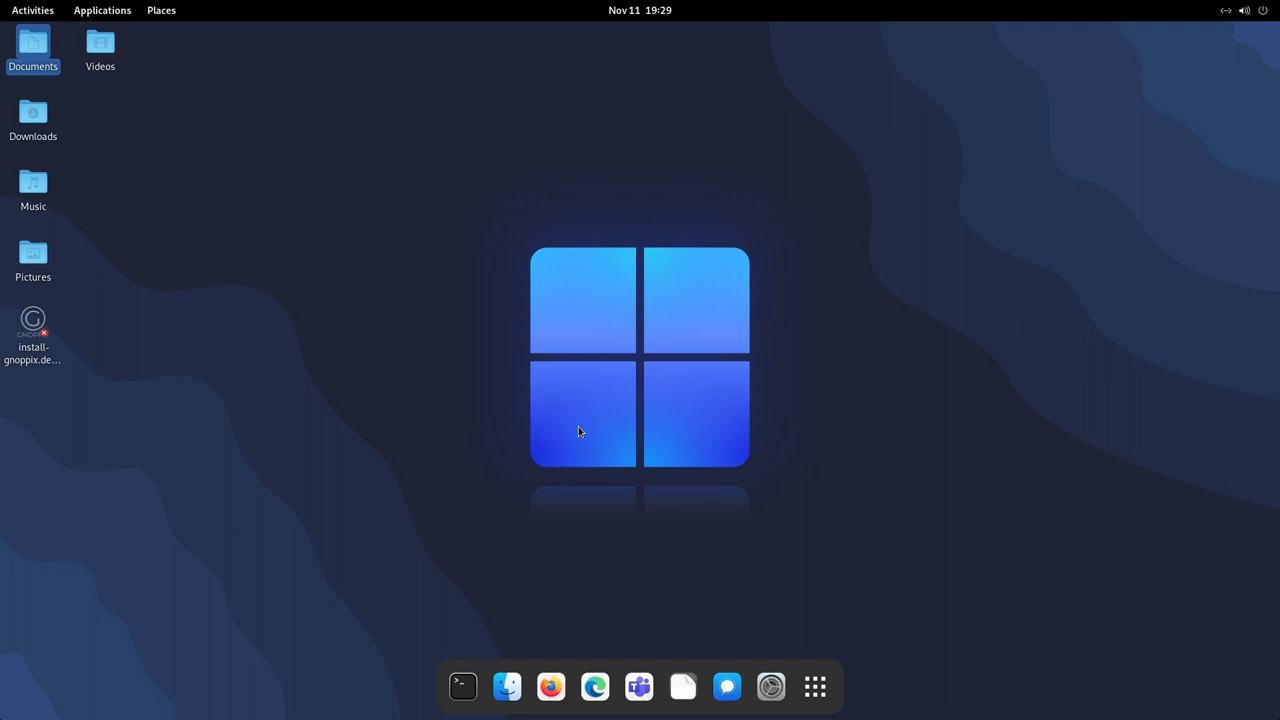 Activities Applications Places Nov 11 19:29
Documents Videos
Downloads
Music
Pictures
GNOPPIX
install-
gnoppix.de...
>_